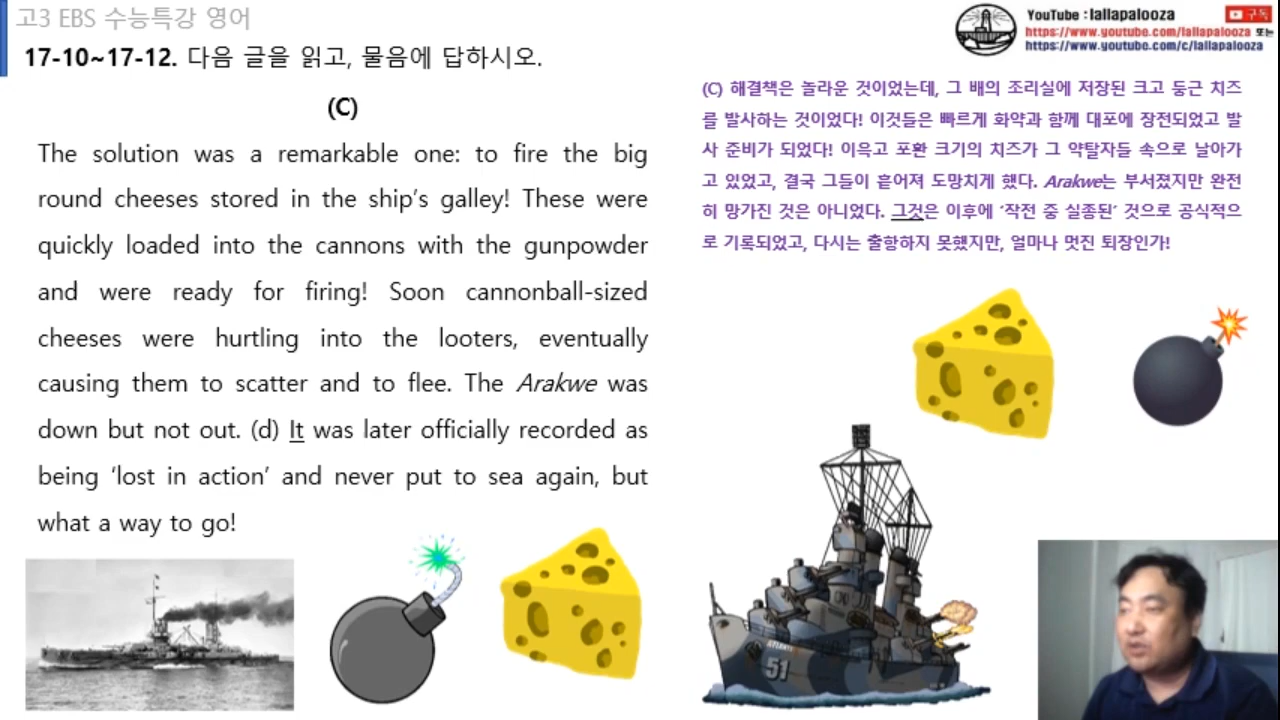 고3 EBS 수능특강 영어
17-10~17-12. 다음 글을 읽고, 물음에 답하시오.
(C)
The solution was a remarkable one: to fire the big
round cheeses stored in the ship’s galley! These were
quickly loaded into the cannons with the gunpowder
and were ready for firing! Soon cannonball-sized
cheeses were hurtling into the looters, eventually
causing them to scatter and to flee. The Arakwe was
down but not out. (d) It was later officially recorded as
being ‘lost in action’ and never put to sea again, but
what a way to go!
YouTube : lallapalooza
구독
https://www.youtube.com/lallapalooza 또는
https://www.youtube.com/c/lallapalooza
(C) 해결책은 놀라운 것이었는데, 그 배의 조리실에 저장된 크고 둥근 치즈
를 발사하는 것이었다! 이것들은 빠르게 화약과 함께 대포에 장전되었고 발
사 준비가 되었다! 이윽고 포환 크기의 치즈가 그 약탈자들 속으로 날아가
고 있었고, 결국 그들이 흩어져 도망치게 했다. Arakwe는 부서졌지만 완전
히 망가진 것은 아니었다. 그것은 이후에 ‘작전 중 실종된’ 것으로 공식적으
로 기록되었고, 다시는 출항하지 못했지만, 얼마나 멋진 퇴장인가!
51